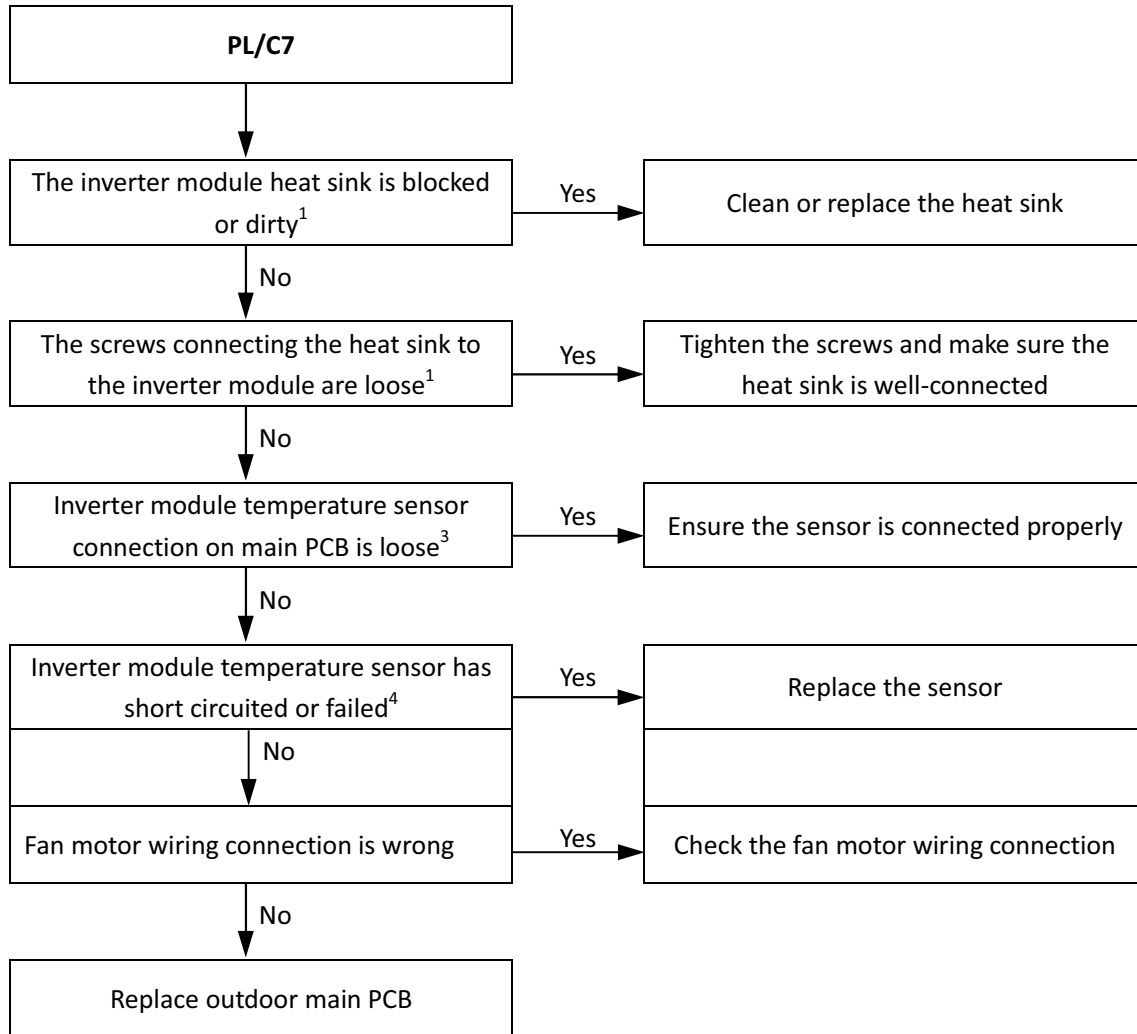 PL/C7
The inverter module heat sink is blocked
or dirty1
Yes
Clean or replace the heat sink
No
The screws connecting the heat sink to
the inverter module are loose1
Yes
Tighten the screws and make sure the
heat sink is well-connected
No
Inverter module temperature sensor
connection on main PCB is loose3
Yes
Ensure the sensor is connected properly
No
Inverter module temperature sensor has
short circuited or failed4
Yes
Replace the sensor
No
Fan motor wiring connection is wrong
Yes
Check the fan motor wiring connection
No
Replace outdoor main PCB